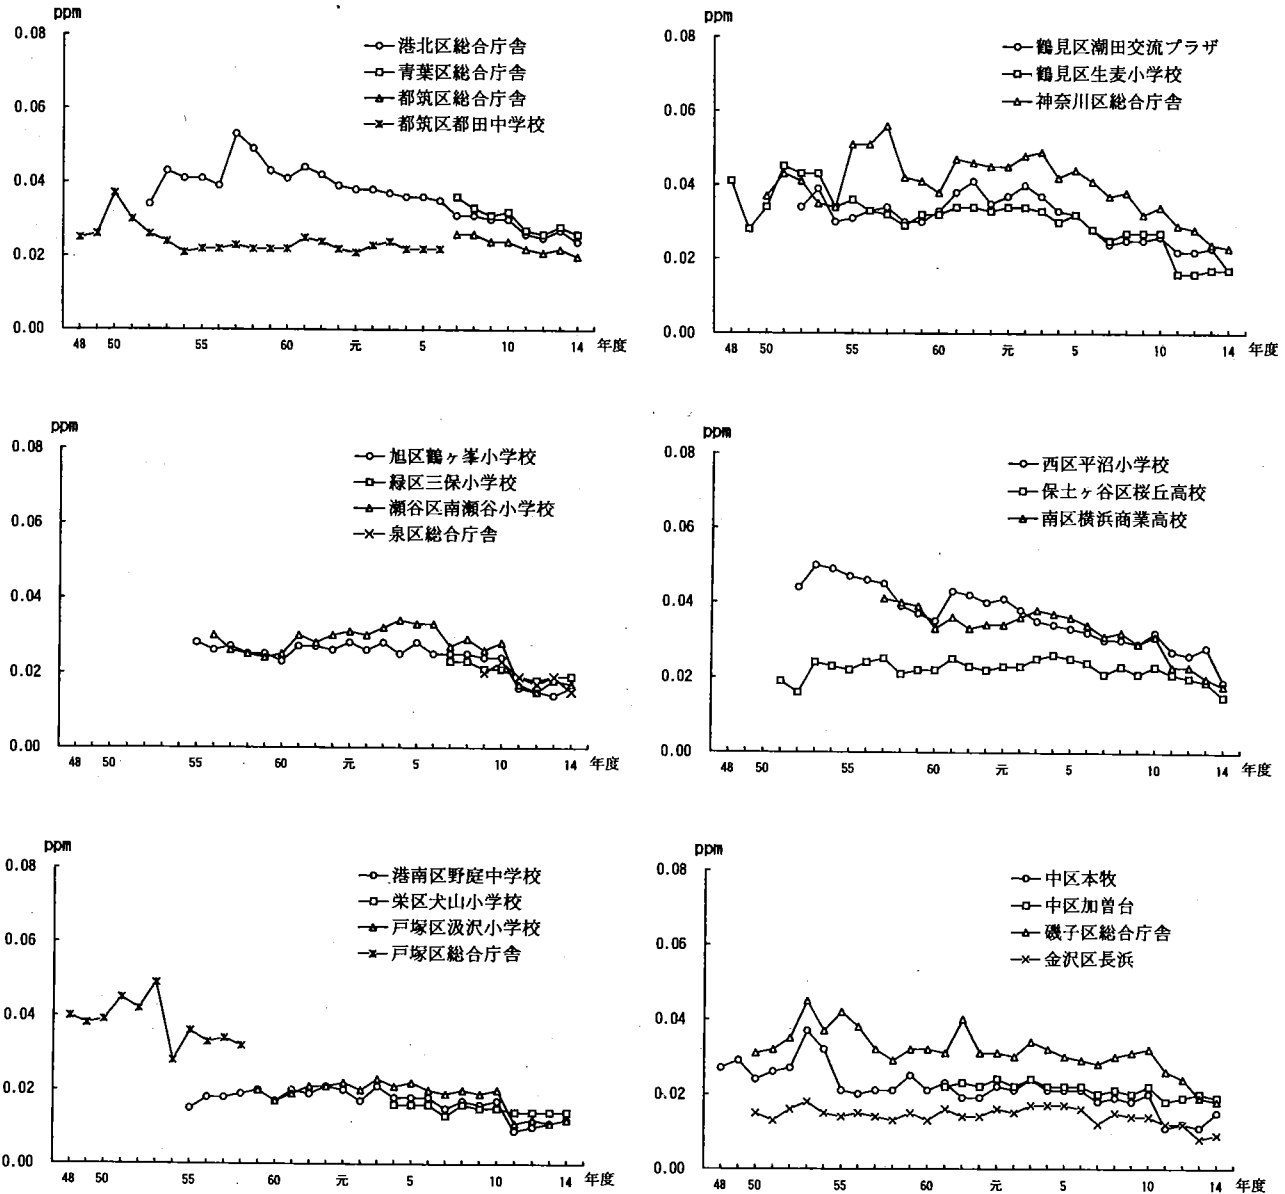 ppm
0.08
0.06
0.04
0.02
0.00
港北区総合庁舎
青葉区総合庁舎
都筑区総合庁舎
都筑区都田中学校
48 50 55 60 元 5 10 14 年度
ppm
0.08
0.06
0.04
0.02
0.00
鶴見区潮田交流プラザ
鶴見区生麦小学校
神奈川区総合庁舎
48 50 55 60 元 5 10 14 年度
ppm
0.08
0.06
0.04
0.02
0.00
旭区鶴ヶ峯小学校
緑区三保小学校
瀬谷区南瀬谷小学校
泉区総合庁舎
48 50 55 60 元 5 10 14 年度
ppm
0.08
0.06
0.04
0.02
0.00
西区平沼小学校
保土ヶ谷区桜丘高校
南区横浜商業高校
48 50 55 60 元 5 10 14 年度
ppm
0.08
0.06
0.04
0.02
0.00
港南区野庭中学校
栄区犬山小学校
戸塚区汲沢小学校
戸塚区総合庁舎
48 50 55 60 元 5 10 14 年度
ppm
0.08
0.06
0.04
0.02
0.00
中区本牧
中区加曽台
磯子区総合庁舎
金沢区長浜
50 55 60 元 5 10 14 年度